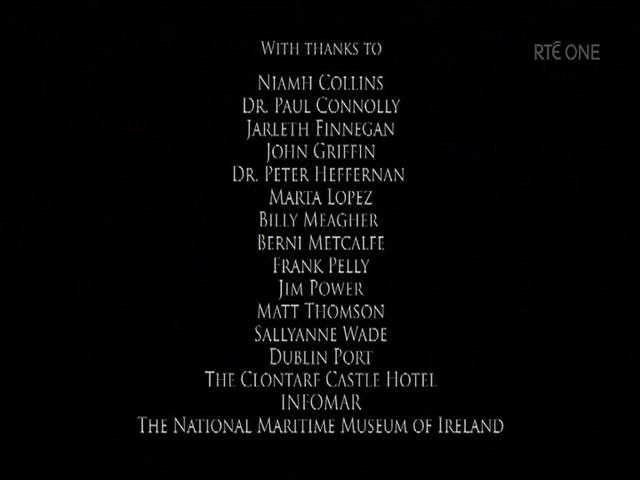 WITH THANKS TO
RTÉ ONE
NIAMH COLLINS
DR. PAUL CONNOLLY
JARLETH FINNEGAN
JOHN GRIFFIN
DR. PETER HEFFERNAN
MARTA LOPEZ
BILLY MEAGHER
BERNI METCALFE
FRANK PELLY
JIM POWER
MATT THOMSON
SALLYANNE WADE
DUBLIN PORT
THE CLONTARF CASTLE HOTEL
INFOMAR
THE NATIONAL MARITIME MUSEUM OF IRELAND